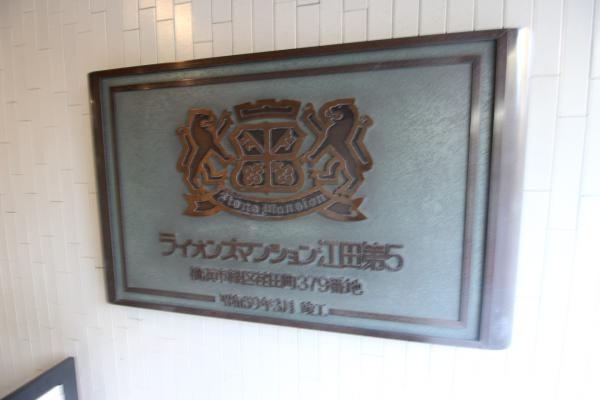 Lions Mansion
ライオンズマンション江田第5
横浜市緑区荏田町379番地
昭和59年3月 竣工